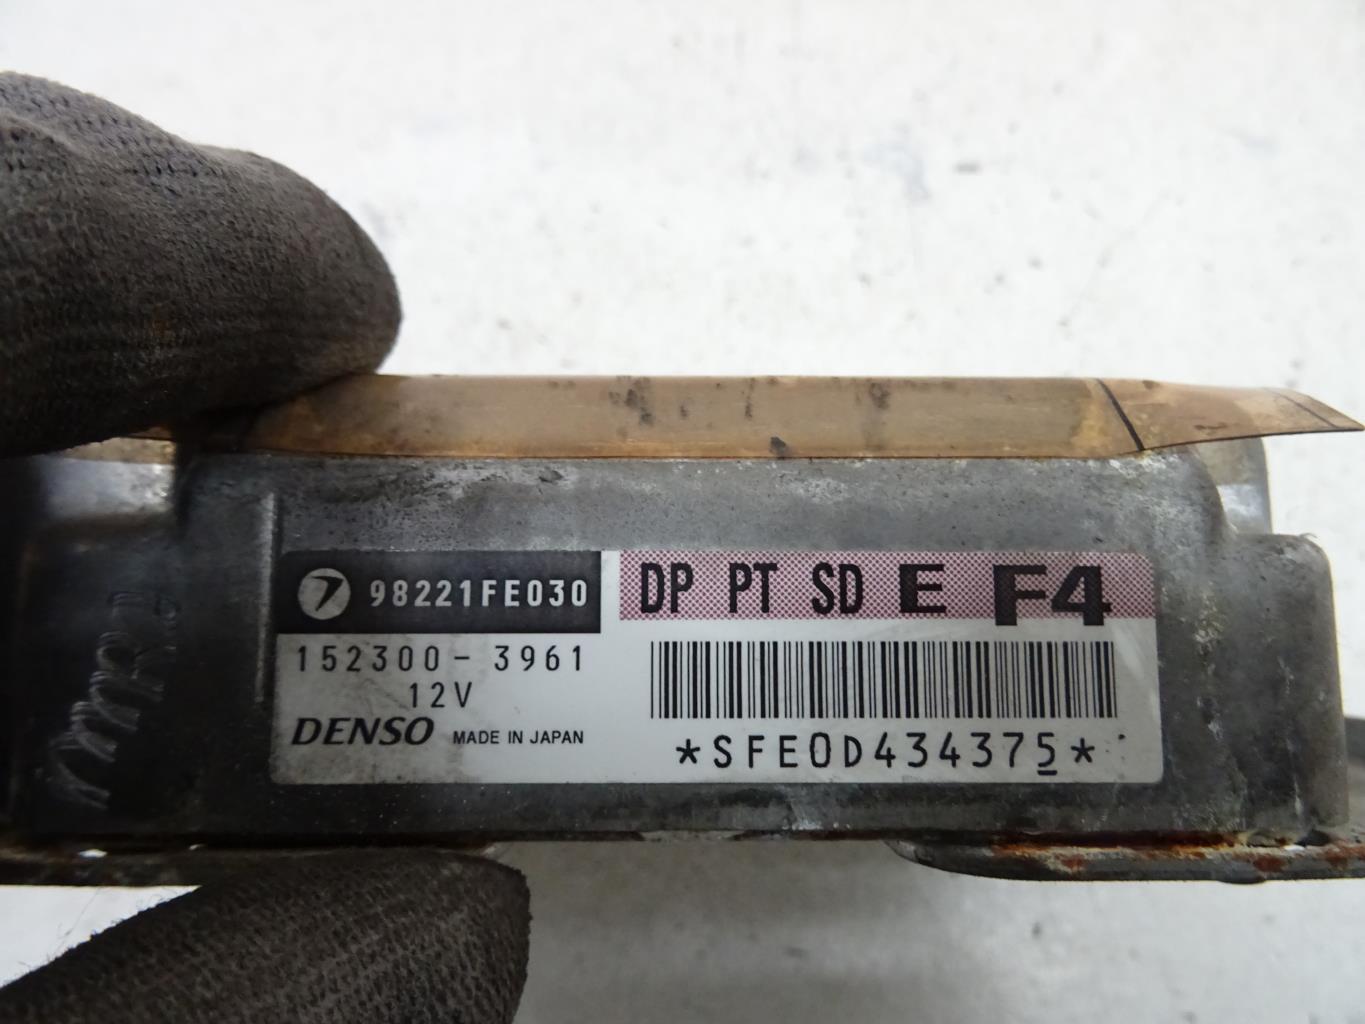 98221FE030
DP PT SD E F4
152300-3961
12V
DENSO MADE IN JAPAN
*SFE0D434375*